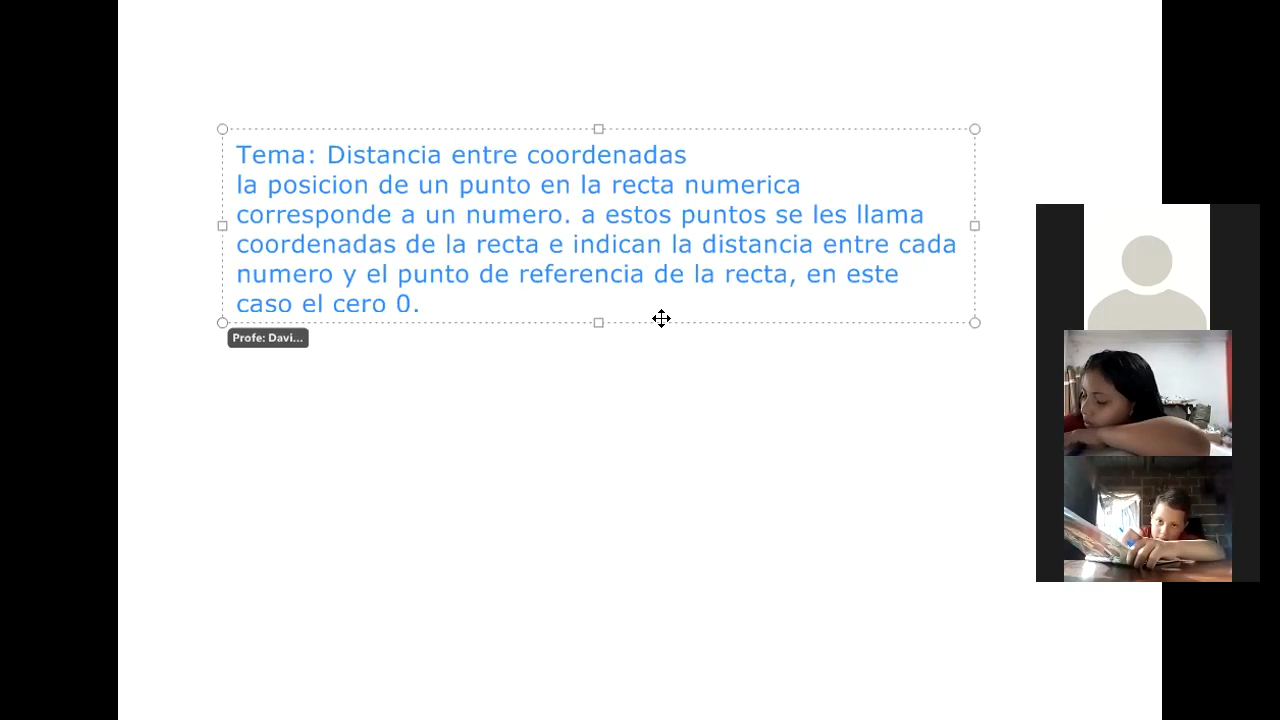 Tema: Distancia entre coordenadas
la posicion de un punto en la recta numerica
corresponde a un numero. a estos puntos se les llama
coordenadas de la recta e indican la distancia entre cada
numero y el punto de referencia de la recta, en este
caso el cero 0.
Profe: Davi...